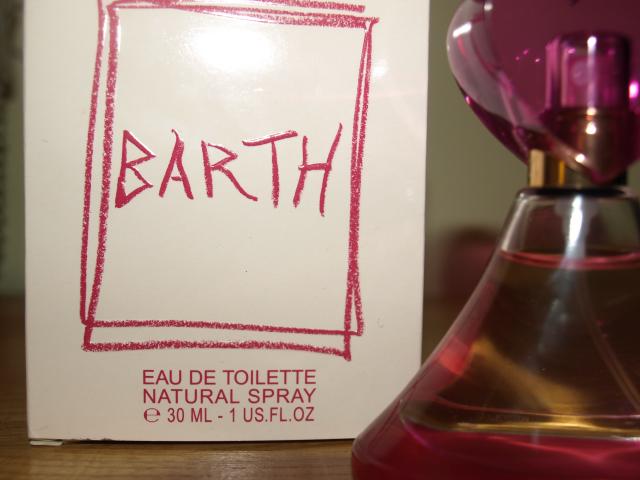 BARTH
EAU DE TOILETTE
NATURAL SPRAY
℮ 30 ML - 1 US.FL.OZ